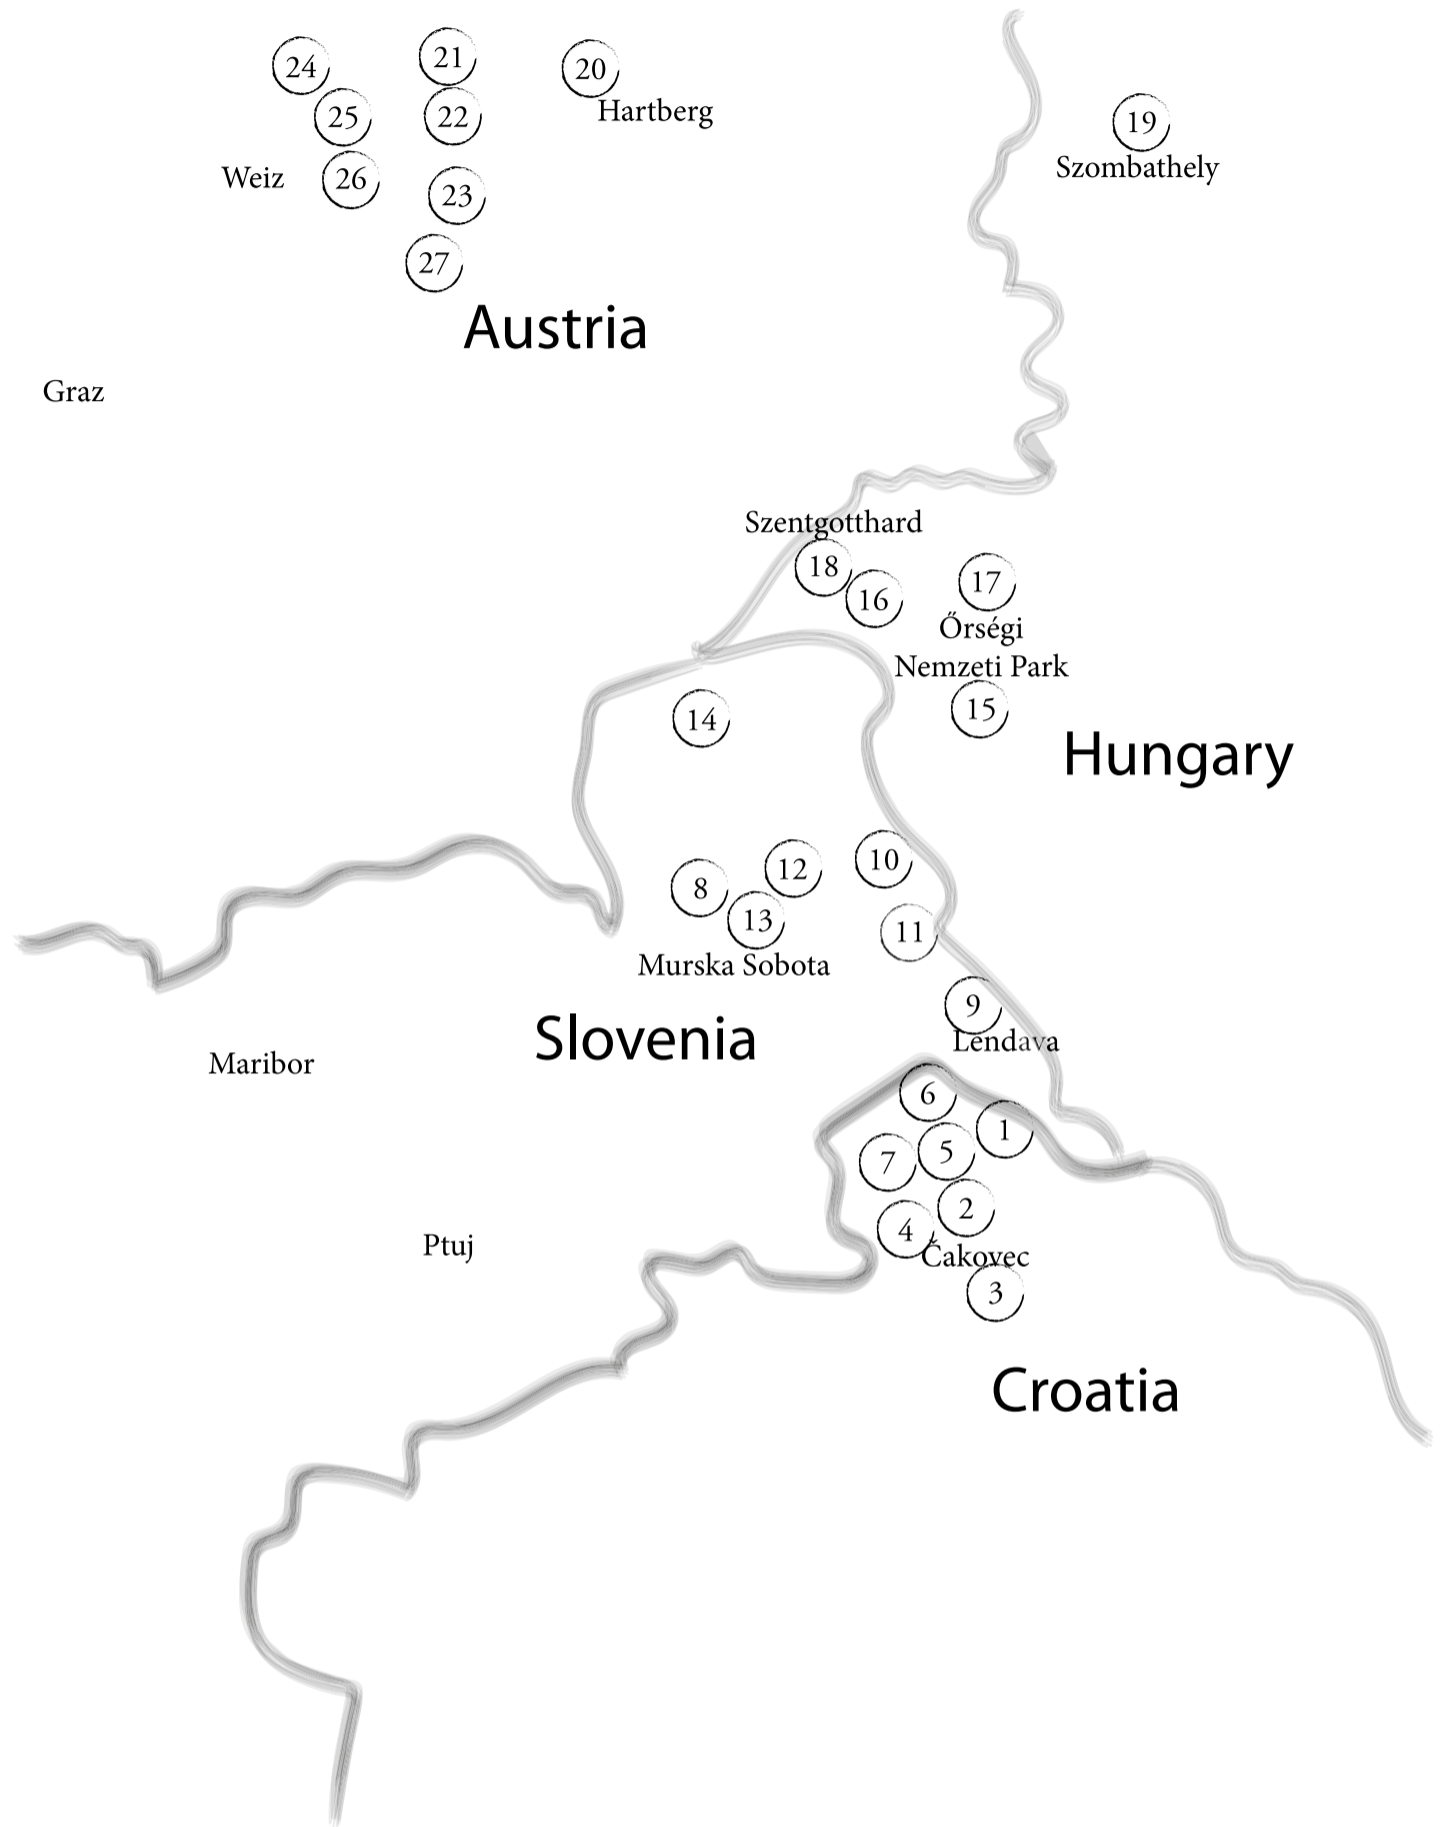 21
24
20
Hartberg
25
22
19
Szombathely
Weiz
26
23
27
Austria
Graz
Szentgotthard
18
16
17
Őrségi
Nemzeti Park
15
14
Hungary
10
12
8
13
11
Murska Sobota
9
Lendava
Slovenia
Maribor
6
1
5
7
2
4
Ptuj
Čakovec
3
Croatia